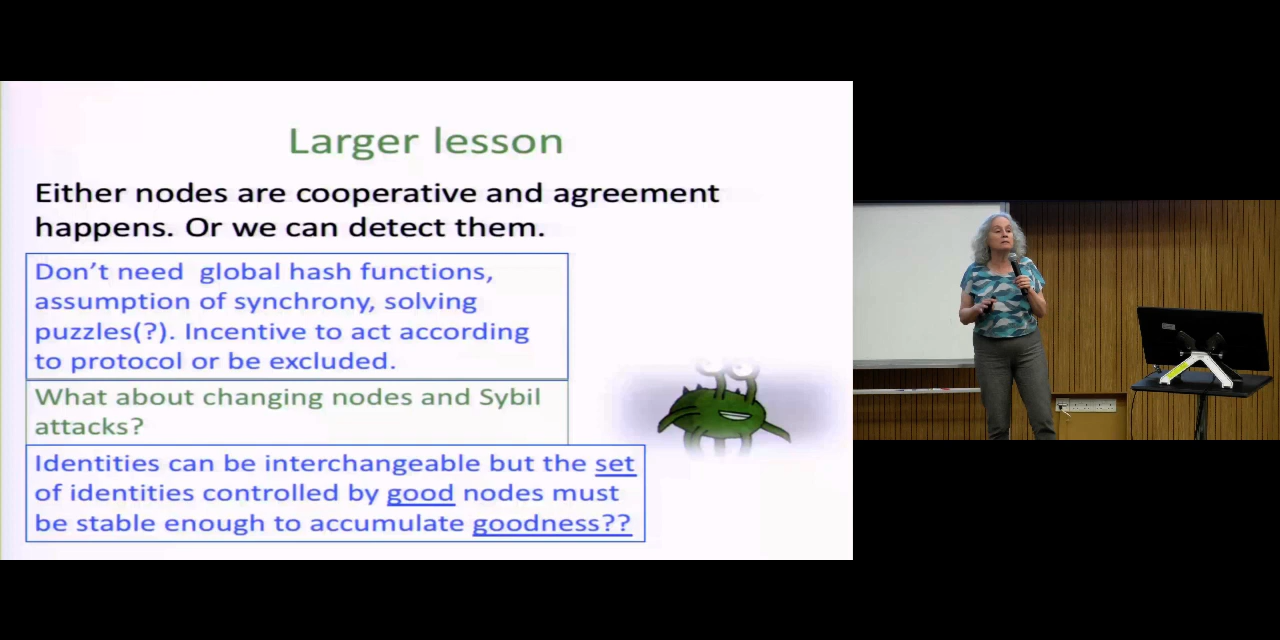 Larger lesson
Either nodes are cooperative and agreement
happens. Or we can detect them.
Don't need global hash functions,
assumption of synchrony, solving
puzzles(?). Incentive to act according
to protocol or be excluded.
What about changing nodes and Sybil
attacks?
Identities can be interchangeable but the set
of identities controlled by good nodes must
be stable enough to accumulate goodness??